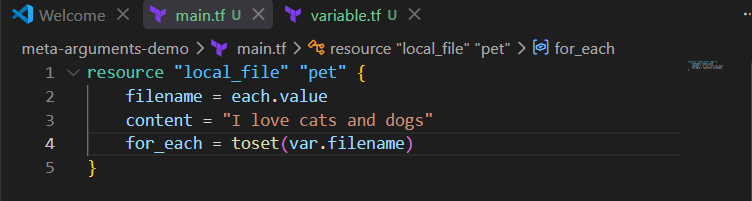 Welcome main.tf U variable.tf U
meta-arguments-demo > main.tf > resource "local_file" "pet" > for_each
1 resource "local_file" "pet" {
2 filename = each.value
3 content = "I love cats and dogs"
4 for_each = toset(var.filename)
5 }